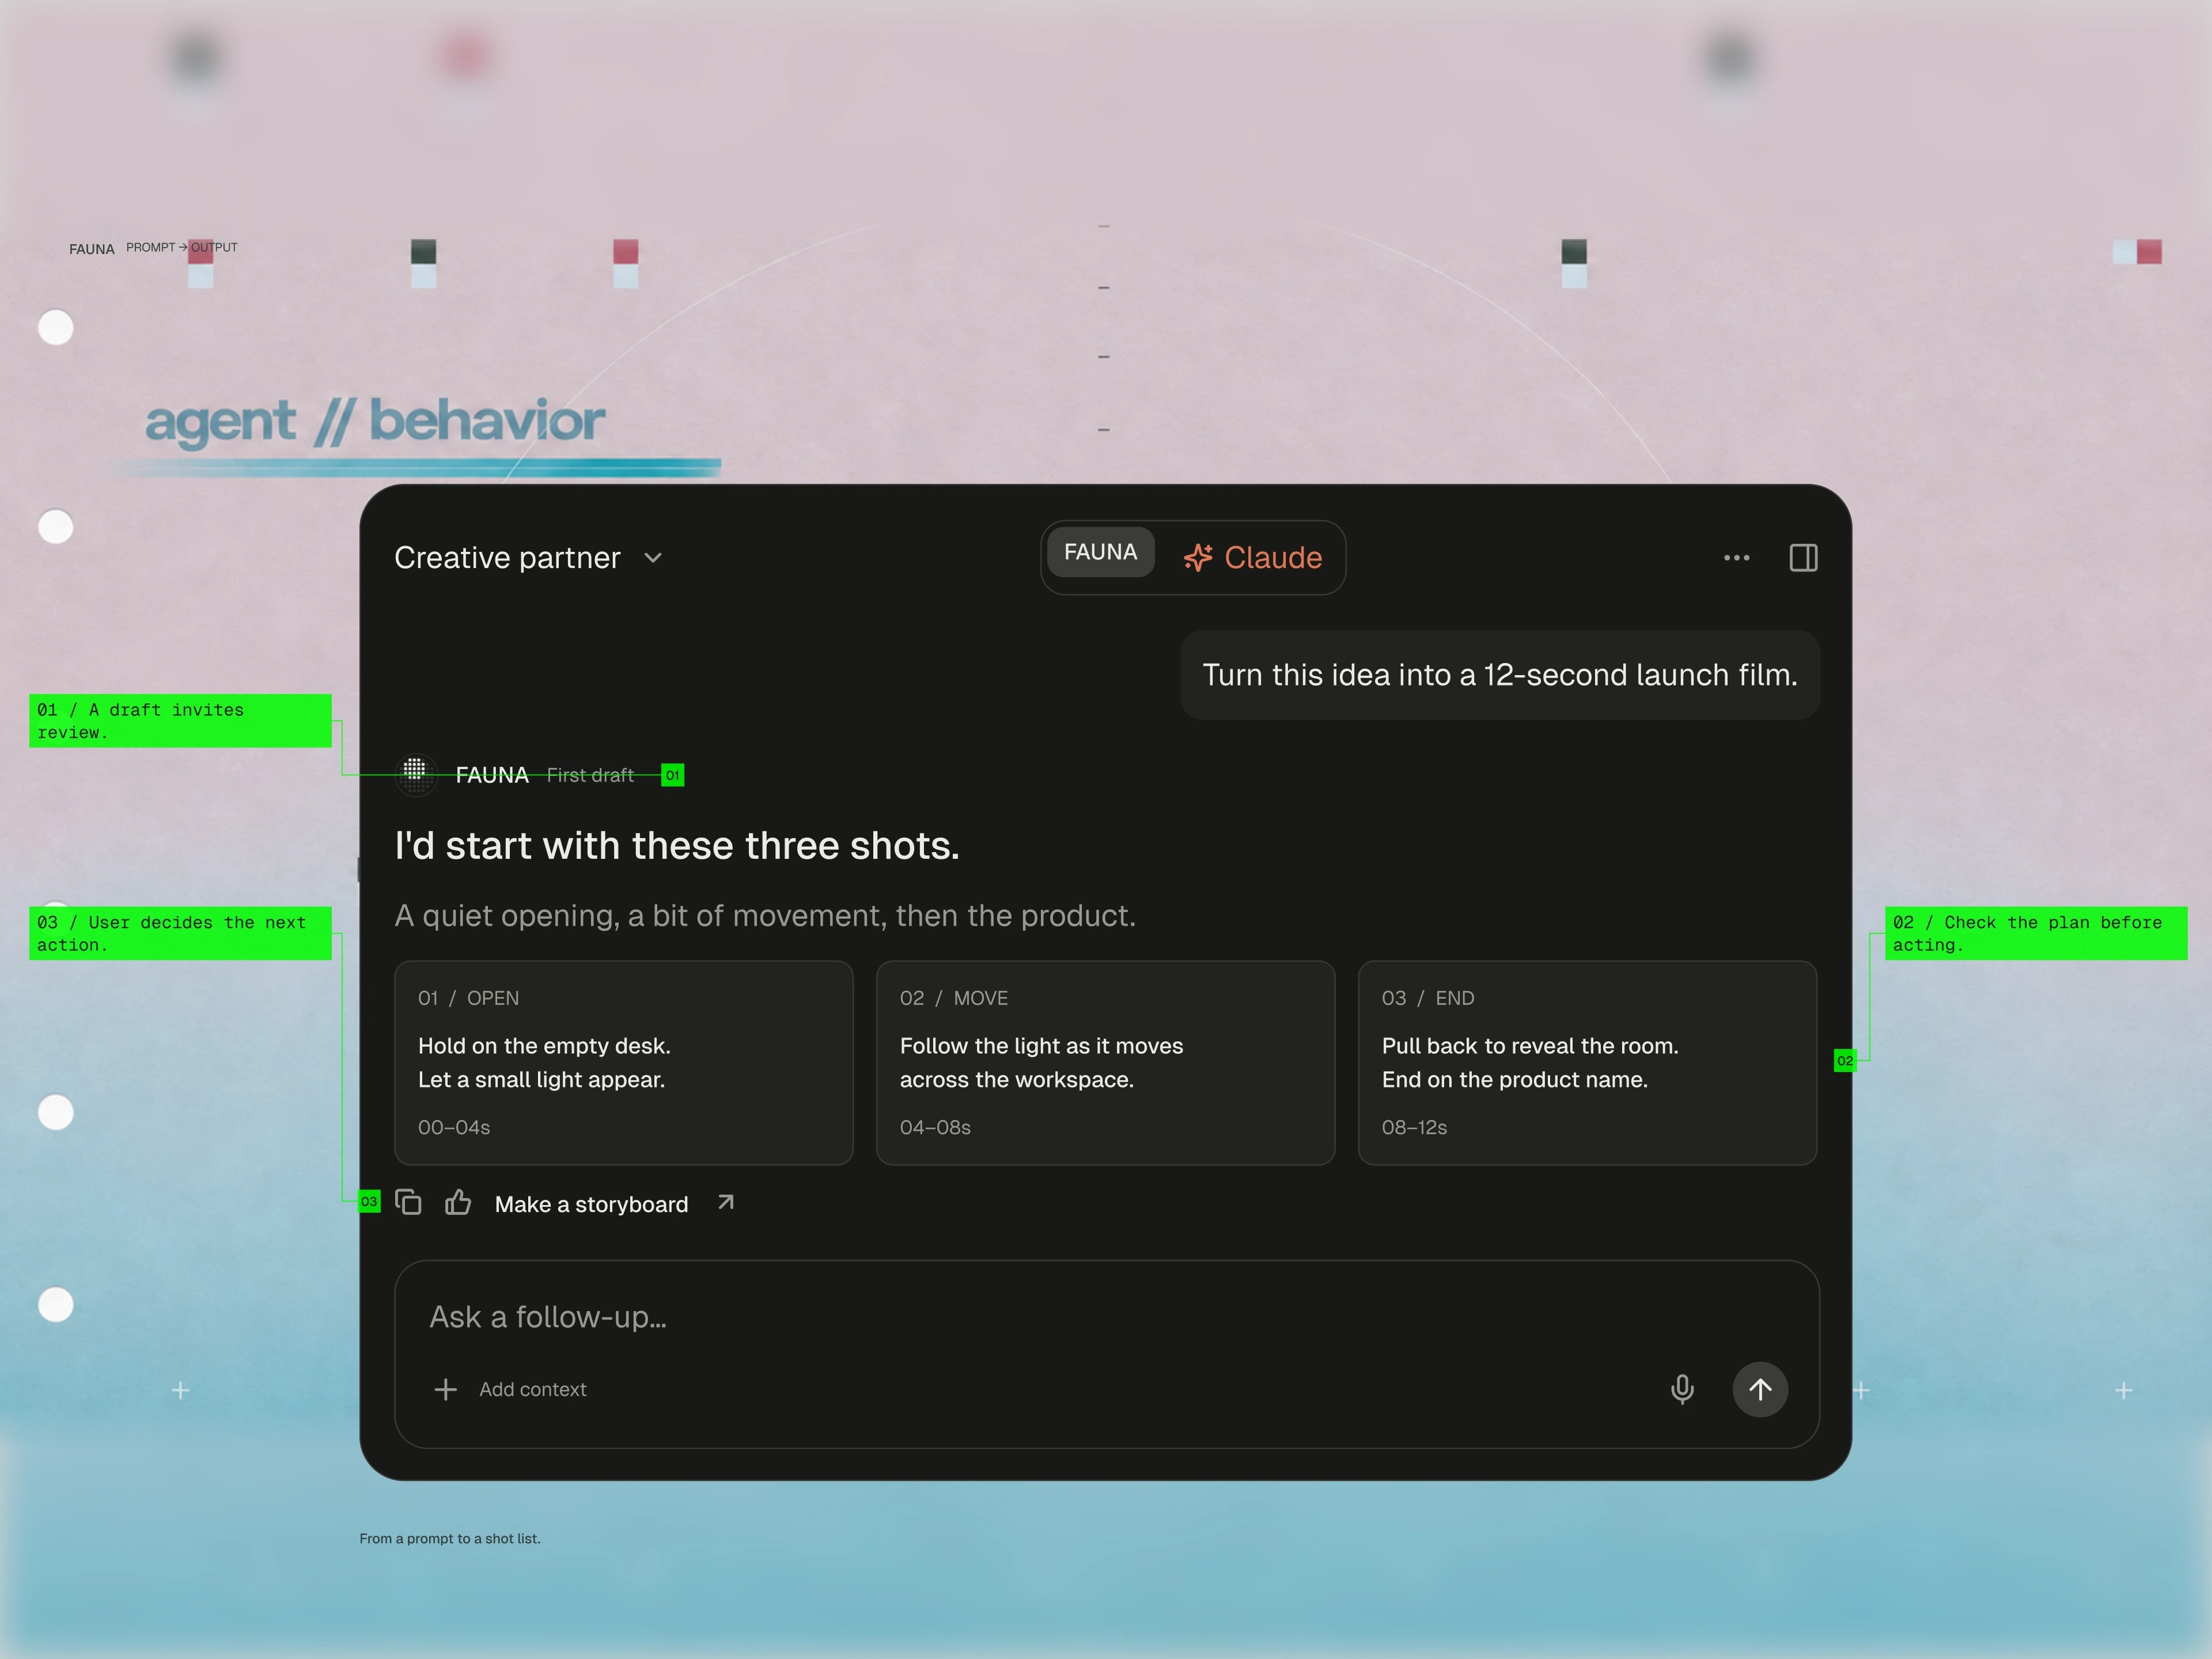 FAUNA PROMPT → OUTPUT
agent // behavior
Creative partner
FAUNA
Claude
Turn this idea into a 12-second launch film.
01 / A draft invites
review.
FAUNA First draft
01
I'd start with these three shots.
A quiet opening, a bit of movement, then the product.
03 / User decides the next
action.
02 / Check the plan before
acting.
01 / OPEN
Hold on the empty desk.
Let a small light appear.
00–04s
02 / MOVE
Follow the light as it moves
across the workspace.
04–08s
03 / END
Pull back to reveal the room.
End on the product name.
08–12s
02
03
Make a storyboard
Ask a follow-up...
Add context
From a prompt to a shot list.